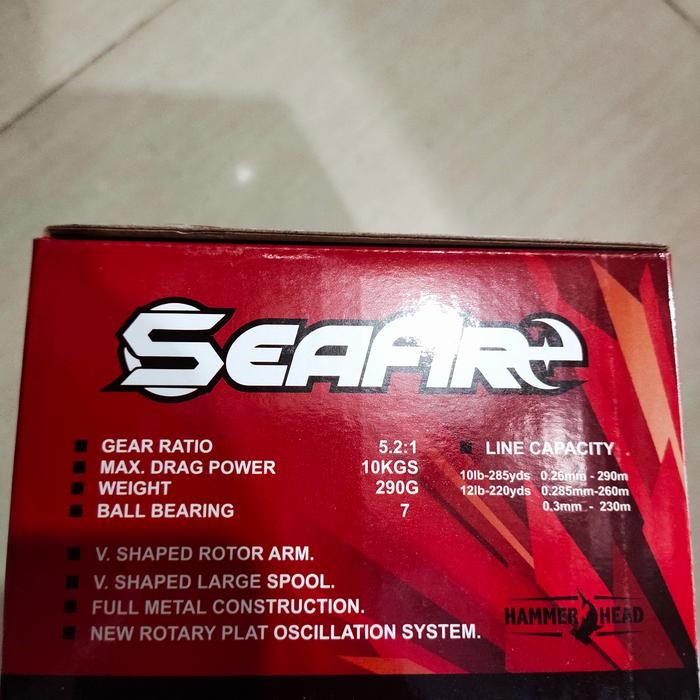 SEAFIRE
GEAR RATIO 5.2:1
MAX. DRAG POWER 10KGS
WEIGHT 290G
BALL BEARING 7
LINE CAPACITY
10lb-285yds 0.26mm - 290m
12lb-220yds 0.285mm-260m
0.3mm - 230m
V. SHAPED ROTOR ARM.
V. SHAPED LARGE SPOOL.
FULL METAL CONSTRUCTION.
NEW ROTARY PLAT OSCILLATION SYSTEM.
HAMMER HEAD